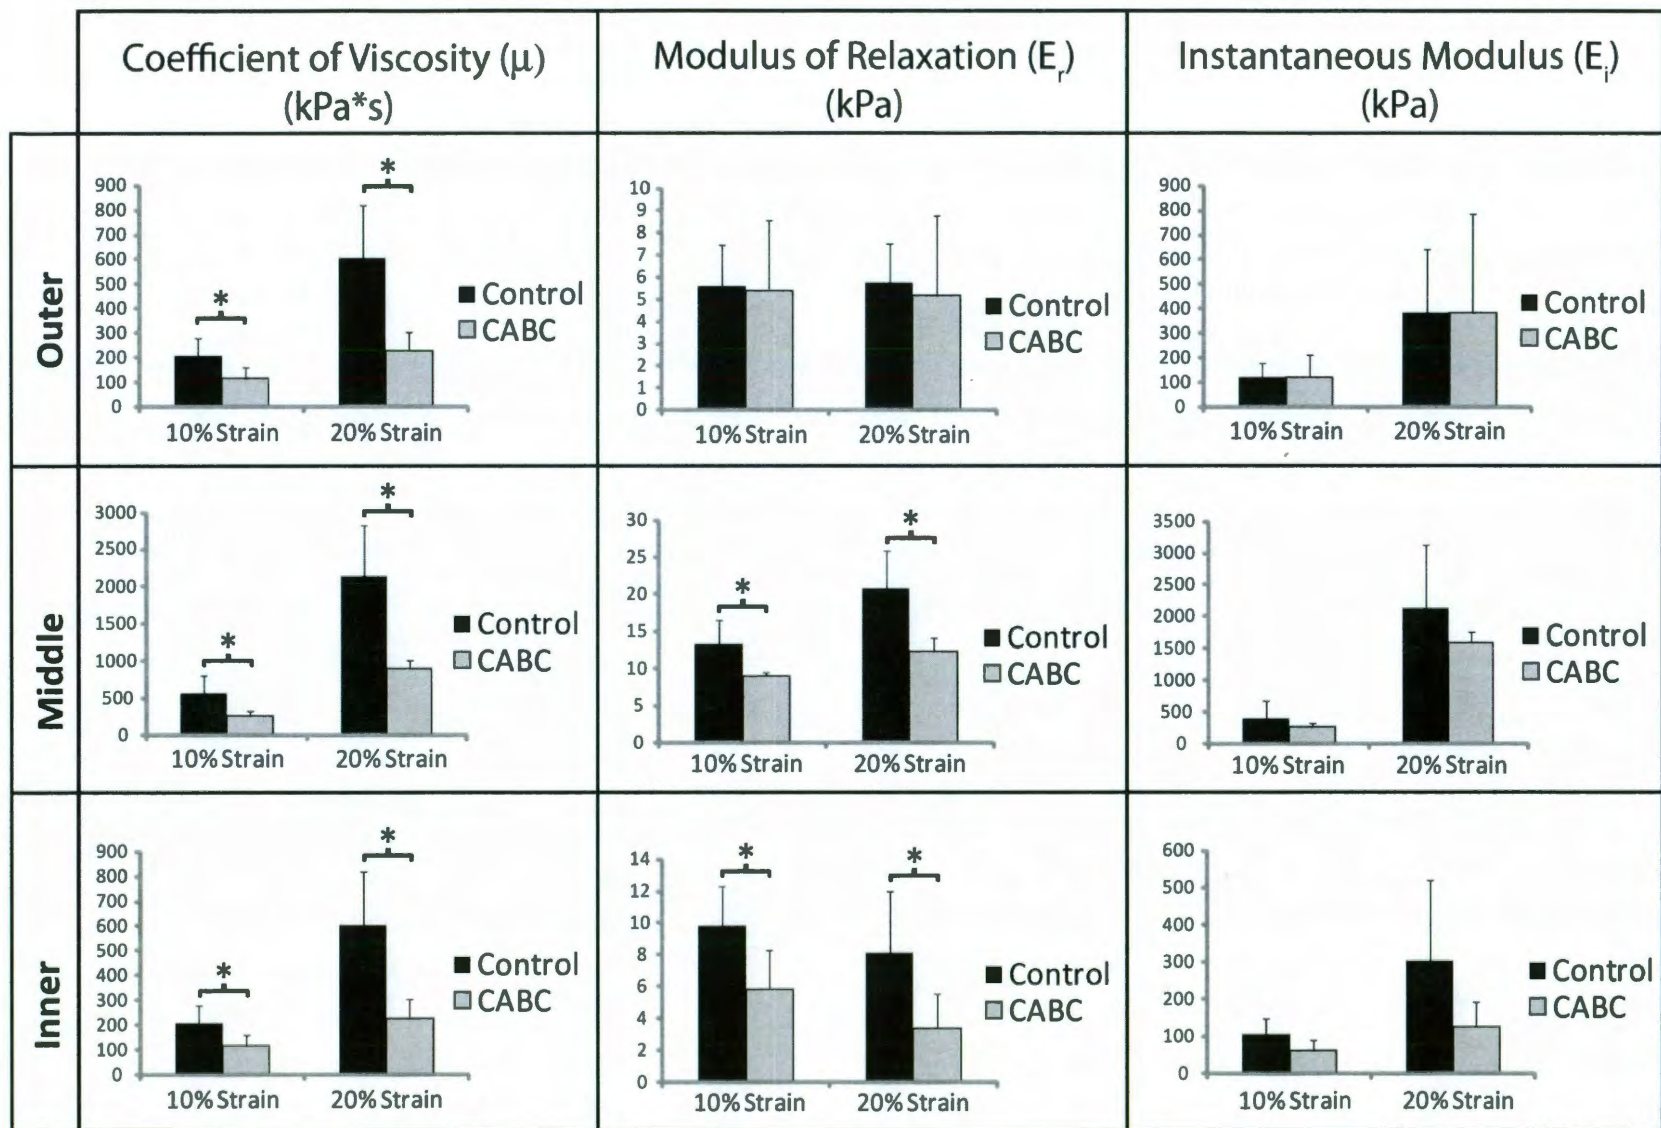 Coefficient of Viscosity (μ)
(kPa*s)
Modulus of Relaxation (Er)
(kPa)
Instantaneous Modulus (Ei)
(kPa)
Outer
*
*
900
800
700
600
500
400
300
200
100
0
10% Strain
20% Strain
Control
CABC
10
9
8
7
6
5
4
3
2
1
0
10% Strain
20% Strain
Control
CABC
900
800
700
600
500
400
300
200
100
0
10% Strain
20% Strain
Control
CABC
Middle
*
*
3000
2500
2000
1500
1000
500
0
10% Strain
20% Strain
Control
CABC
*
*
30
25
20
15
10
5
0
10% Strain
20% Strain
Control
CABC
3500
3000
2500
2000
1500
1000
500
0
10% Strain
20% Strain
Control
CABC
Inner
*
*
900
800
700
600
500
400
300
200
100
0
10% Strain
20% Strain
Control
CABC
*
*
14
12
10
8
6
4
2
0
10% Strain
20% Strain
Control
CABC
600
500
400
300
200
100
0
10% Strain
20% Strain
Control
CABC